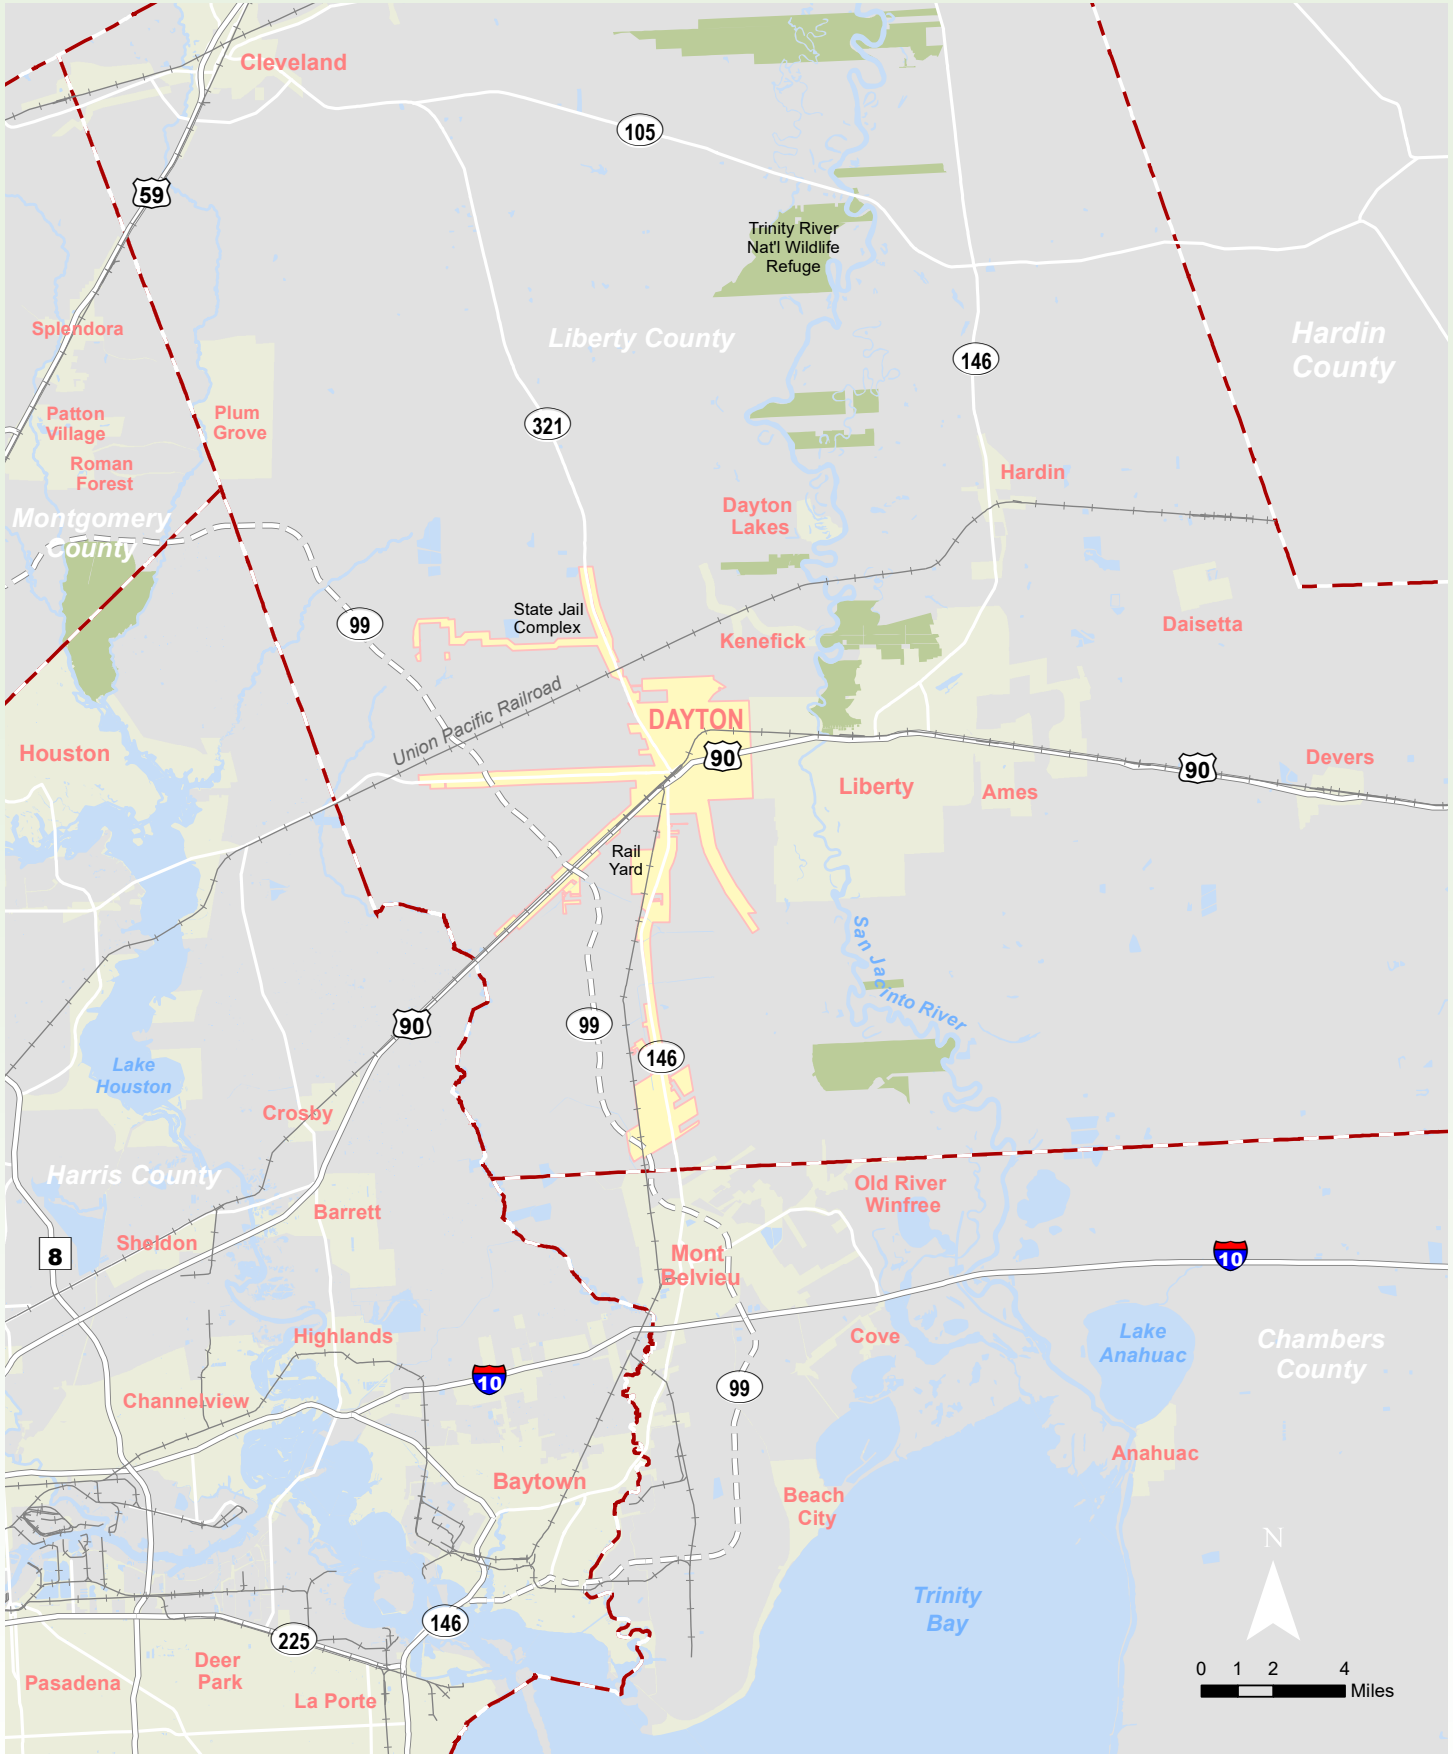 Cleveland
105
59
Trinity River
Nat'l Wildlife
Refuge
Splendora
Liberty County
Hardin
County
146
Patton
Village
Plum
Grove
321
Roman
Forest
Hardin
Dayton
Lakes
Montgomery
County
99
State Jail
Complex
Kenefick
Daisetta
Union Pacific Railroad
DAYTON
Houston
90
90
Devers
Liberty
Ames
Rail
Yard
San Jacinto River
90
99
146
Lake
Houston
Crosby
Harris County
Old River
Winfree
Barrett
Sheldon
8
Mont
Belvieu
10
Highlands
Cove
Lake
Anahuac
Chambers
County
10
99
Channelview
Anahuac
Baytown
Beach
City
N
Trinity
Bay
146
225
Deer
Park
Pasadena
La Porte
0 1 2 4
Miles